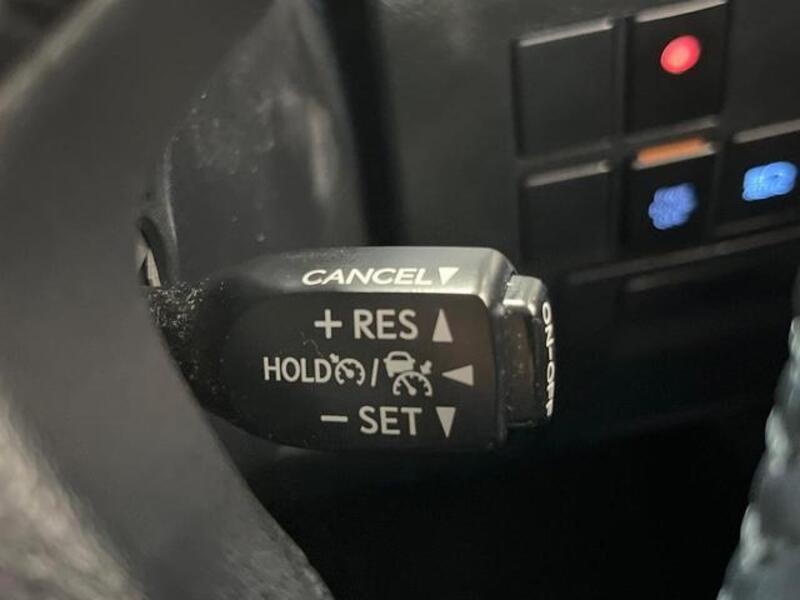 CANCEL▼
+ RES ▲
HOLD / ◀
− SET ▼
ON-OFF